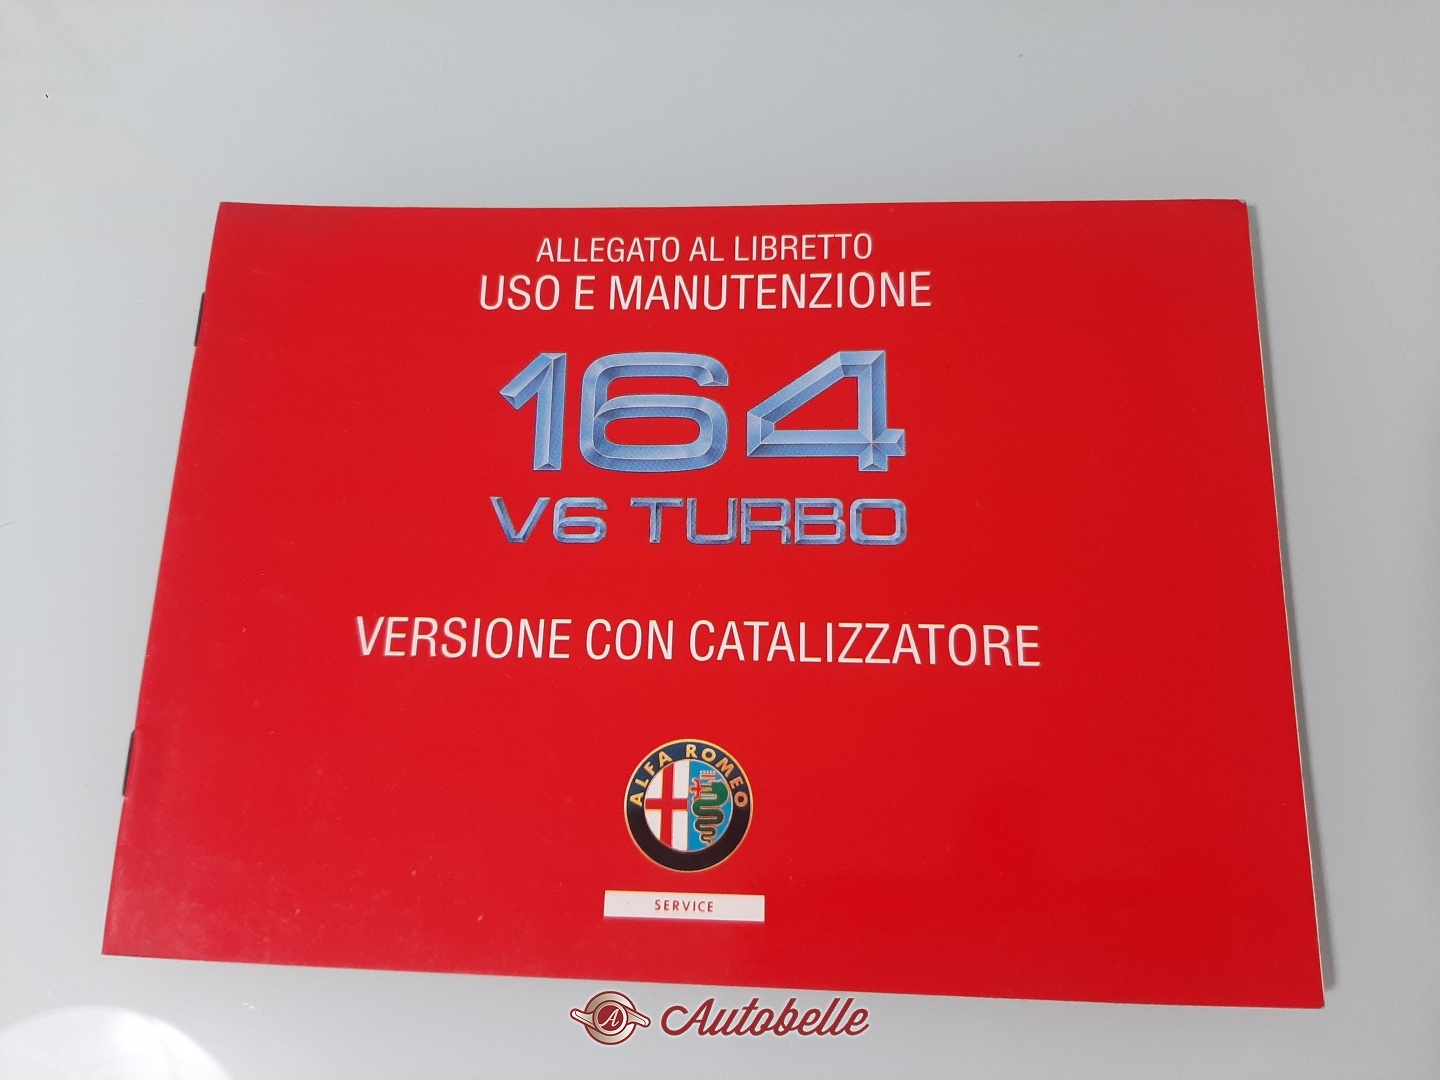 ALLEGATO AL LIBRETTO
USO E MANUTENZIONE
164
V6 TURBO
VERSIONE CON CATALIZZATORE
ALFA ROMEO
SERVICE
A Autobelle